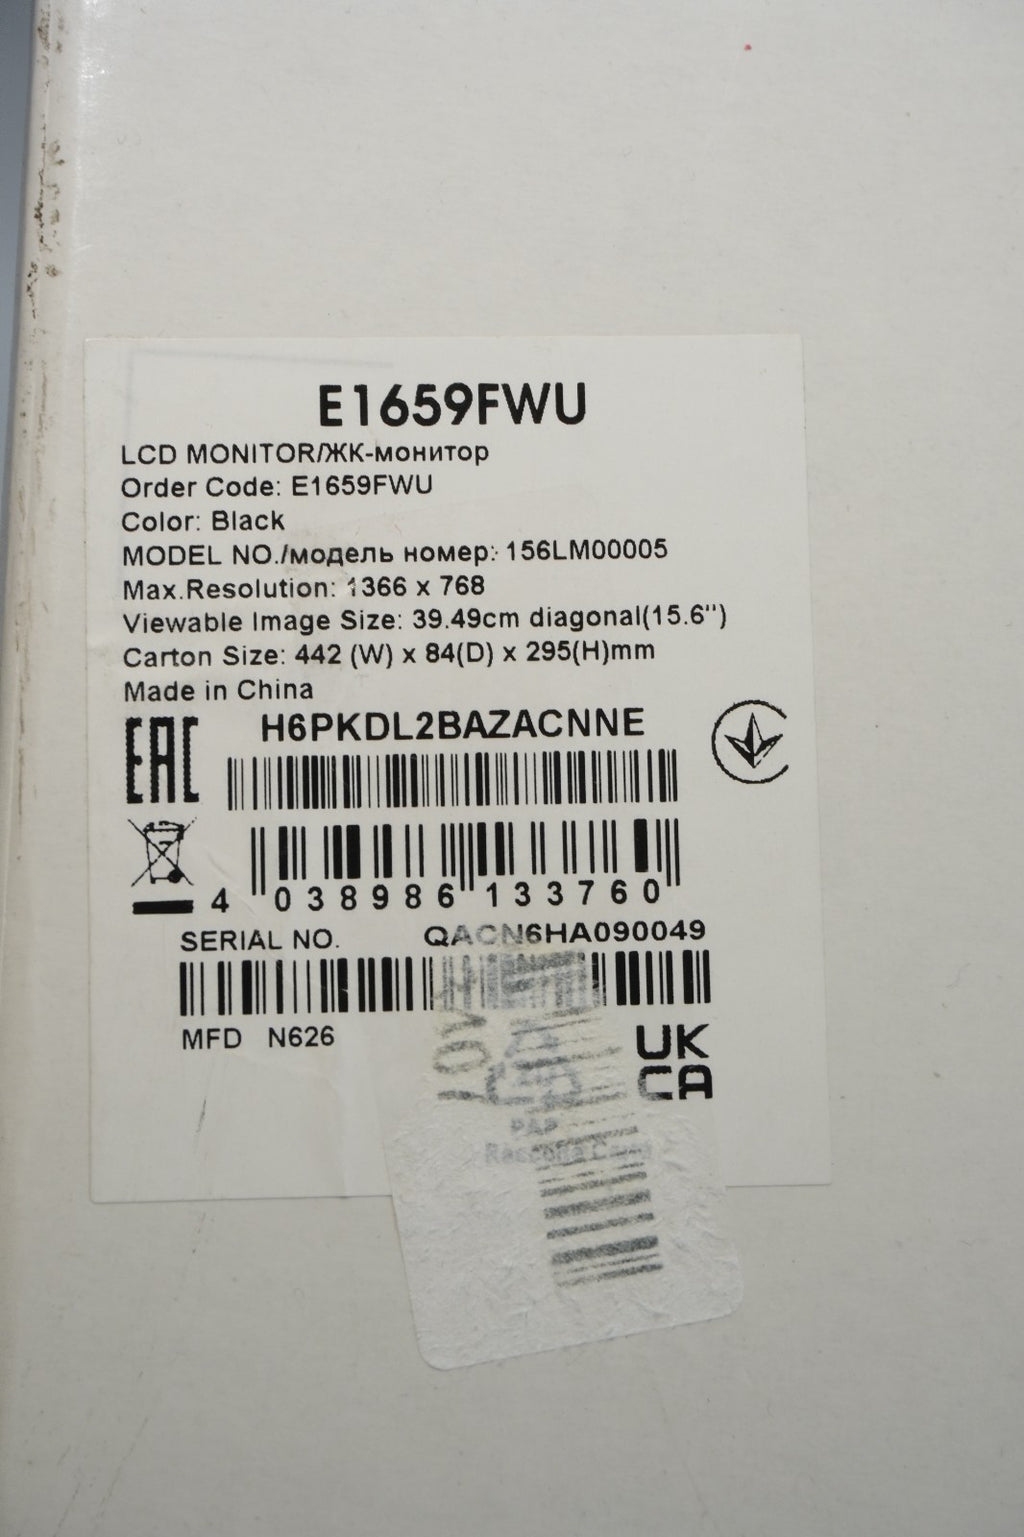 E1659FWU
LCD MONITOR/ЖК-монитор
Order Code: E1659FWU
Color: Black
MODEL NO./модель номер: 156LM00005
Max.Resolution: 1366 x 768
Viewable Image Size: 39.49cm diagonal(15.6")
Carton Size: 442 (W) x 84(D) x 295(H)mm
Made in China
EAC
H6PKDL2BAZACNNE
4 038986 133760
SERIAL NO. QACN6HA090049
MFD N626
UK
CA
PAP